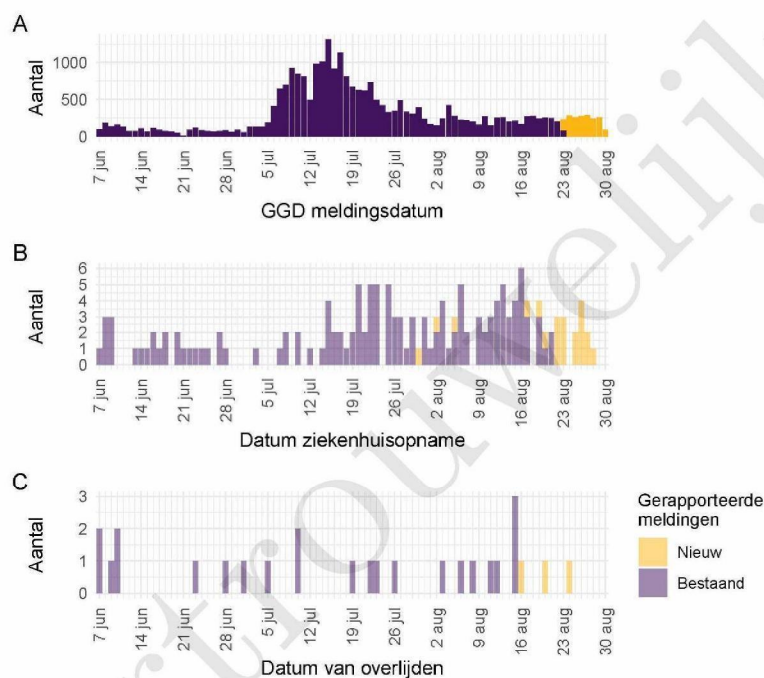 A
Aantal
1000
500
0
7 jun
14 jun
21 jun
28 jun
5 jul
12 jul
19 jul
26 jul
2 aug
9 aug
16 aug
23 aug
30 aug
GGD meldingsdatum
B
Aantal
6
5
4
3
2
1
0
7 jun
14 jun
21 jun
28 jun
5 jul
12 jul
19 jul
26 jul
2 aug
9 aug
16 aug
23 aug
30 aug
Datum ziekenhuisopname
C
Aantal
3
2
1
0
7 jun
14 jun
21 jun
28 jun
5 jul
12 jul
19 jul
26 jul
2 aug
9 aug
16 aug
23 aug
30 aug
Datum van overlijden
Gerapporteerde
meldingen
Nieuw
Bestaand
rtrouwelijk